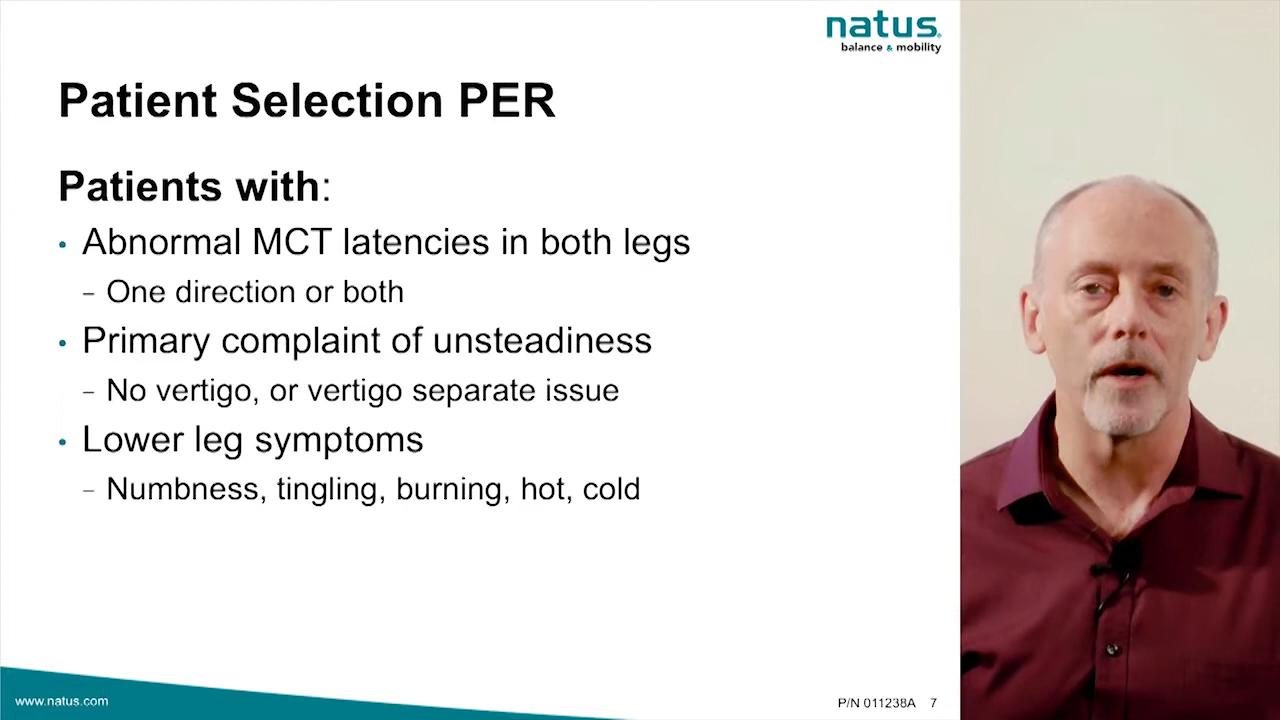 natus®
balance & mobility
Patient Selection PER
Patients with:
• Abnormal MCT latencies in both legs
– One direction or both
• Primary complaint of unsteadiness
– No vertigo, or vertigo separate issue
• Lower leg symptoms
– Numbness, tingling, burning, hot, cold
www.natus.com
P/N 011238A 7